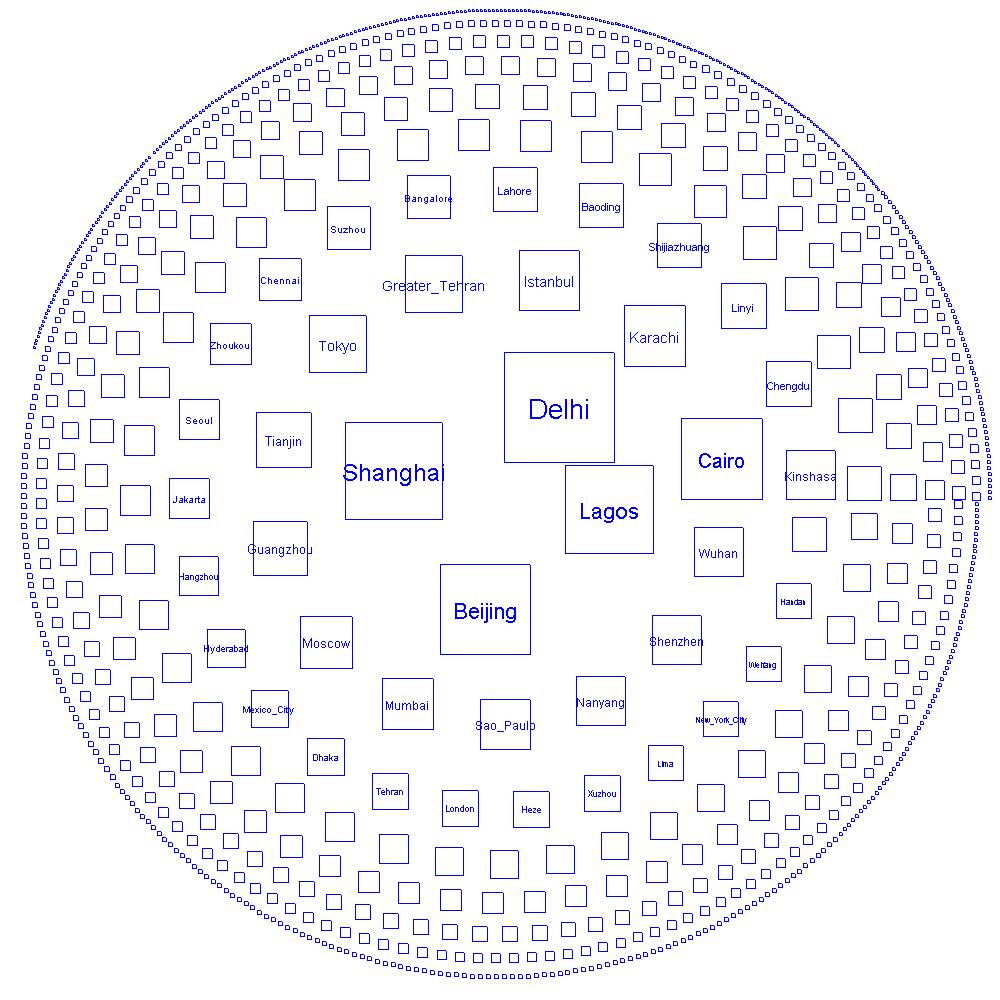 Bangalore
Lahore
Baoding
Suzhou
Shijiazhuang
Chennai
Greater_Tehran
Istanbul
Linyi
Zhoukou
Tokyo
Karachi
Chengdu
Delhi
Seoul
Tianjin
Shanghai
Cairo
Kinshasa
Jakarta
Lagos
Guangzhou
Wuhan
Hangzhou
Beijing
Handan
Hyderabad
Moscow
Shenzhen
Weifang
Mexico_City
Mumbai
Sao_Paulo
Nanyang
New_York_City
Dhaka
Lima
Tehran
London
Heze
Xuzhou